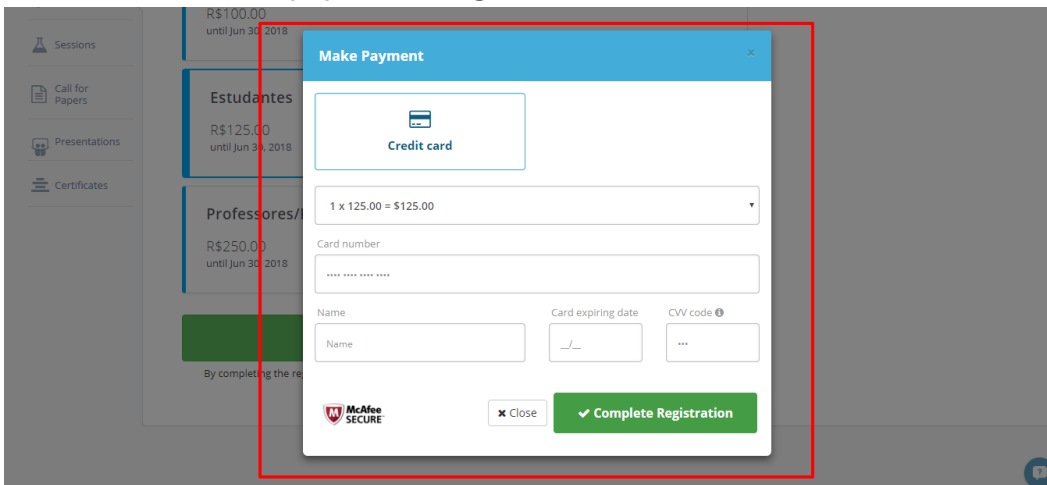 R$100.00
until Jun 30, 2018
Sessions
Call for
Papers
Presentations
Certificates
Estudantes
R$125.00
until Jun 30, 2018
Professores/
R$250.00
until Jun 30, 2018
By completing the re
Make Payment
×
Credit card
1 x 125.00 = $125.00
Card number
•••• •••• •••• ••••
Name
Card expiring date
CVV code
Name
__/__
•••
McAfee
SECURE
✖ Close
✔ Complete Registration